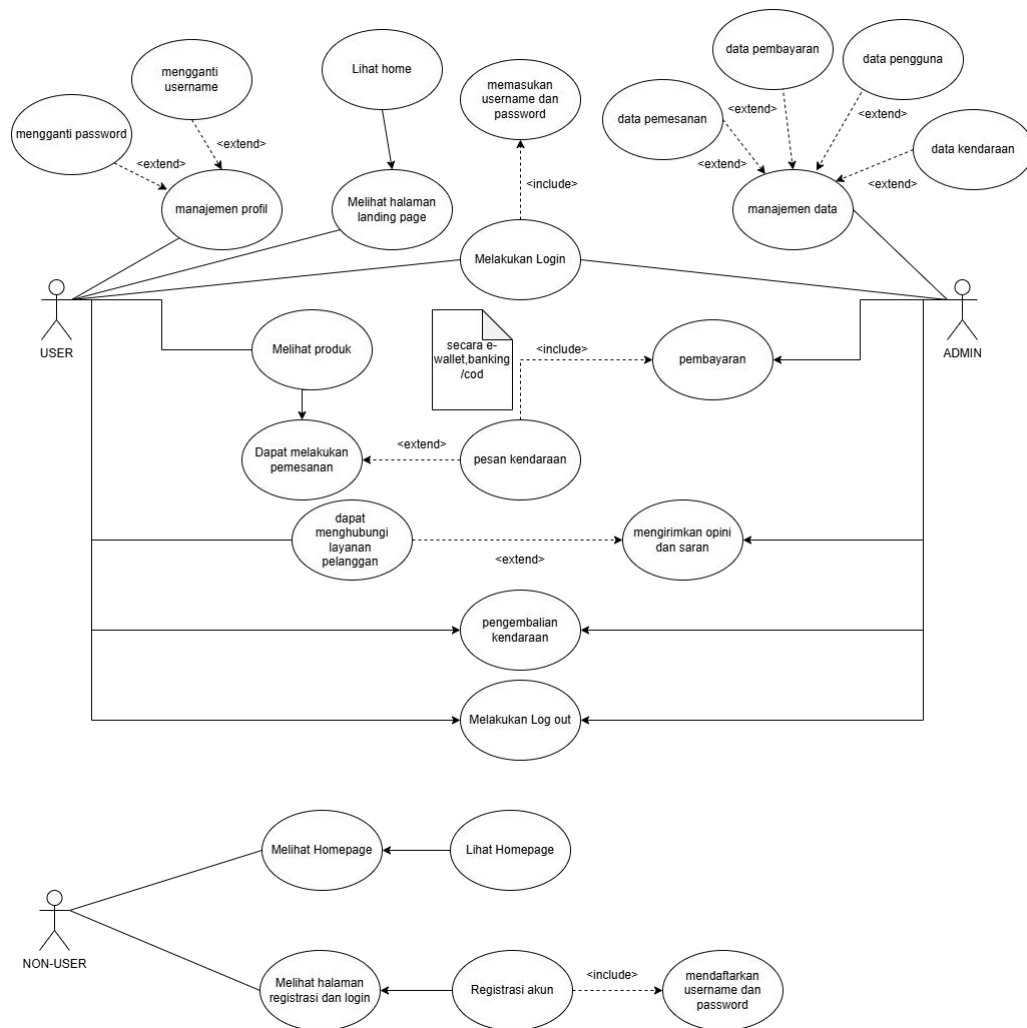 mengganti
username
Lihat home
data pembayaran
data pengguna
memasukan
username dan
password
mengganti password
data pemesanan
data kendaraan
<extend>
<extend>
<extend>
<extend>
<extend>
<extend>
<include>
manajemen profil
Melihat halaman
landing page
manajemen data
Melakukan Login
USER
ADMIN
Melihat produk
secara e-
wallet,banking
/cod
<include>
pembayaran
Dapat melakukan
pemesanan
<extend>
pesan kendaraan
dapat
menghubungi
layanan
pelanggan
<extend>
mengirimkan opini
dan saran
pengembalian
kendaraan
Melakukan Log out
Melihat Homepage
Lihat Homepage
NON-USER
Melihat halaman
registrasi dan login
Registrasi akun
<include>
mendaftarkan
username dan
password